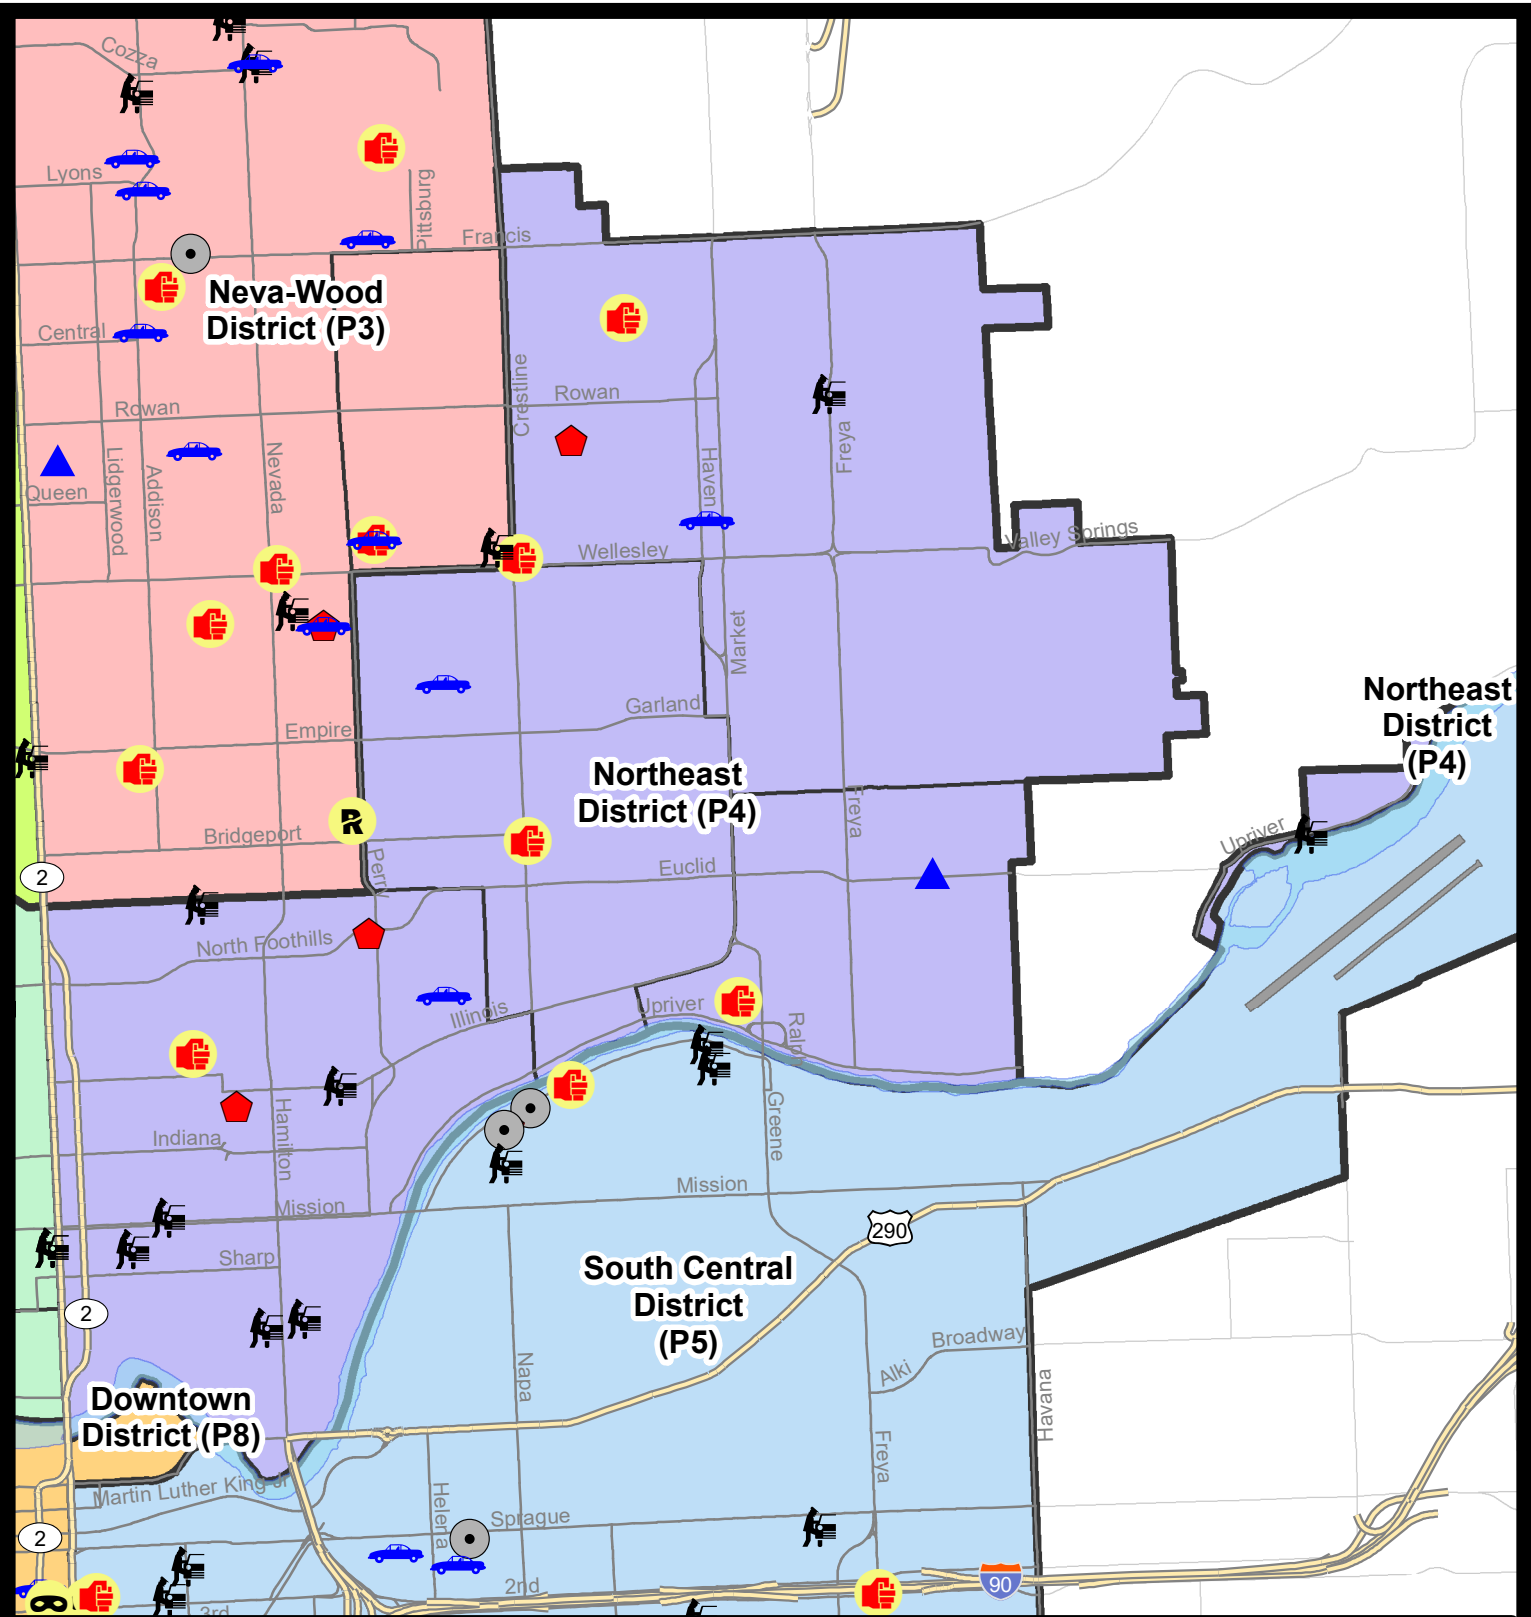 Cozza
Lyons
Pittsburg
Francis
Neva-Wood
District (P3)
Central
Crestline
Rowan
Rowan
Freya
Haven
Nevada
Lidgerwood
Addison
Queen
Wellesley
Valley Springs
Market
Northeast
District
(P4)
Garland
Empire
Northeast
District (P4)
Freya
Upriver
Bridgeport
Perry
Euclid
2
North Foothills
Illinois
Upriver
Ralph
Greene
Hamilton
Indiana
Mission
Mission
290
Sharp
South Central
District
(P5)
2
Broadway
Alki
Napa
Havana
Downtown
District (P8)
Freya
Martin Luther King Jr
Helena
Sprague
2
2nd
90
3rd
R